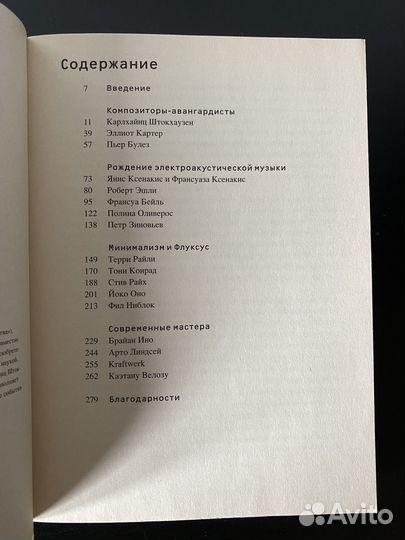 Содержание
7 Введение
Композиторы-авангардисты
11 Карлхайнц Штокхаузен
39 Эллиот Картер
57 Пьер Булез
Рождение электроакустической музыки
73 Янис Ксенакис и Франсуаза Ксенакис
80 Роберт Эшли
95 Франсуа Бейль
122 Полина Оливерос
138 Петр Зиновьев
Минимализм и Флуксус
149 Терри Райли
170 Тони Конрад
188 Стив Райх
201 Йоко Оно
213 Фил Ниблок
Современные мастера
229 Брайан Ино
244 Арто Линдсей
255 Kraftwerk
262 Каэтану Велозу
279 Благодарности
наукой.
Avito